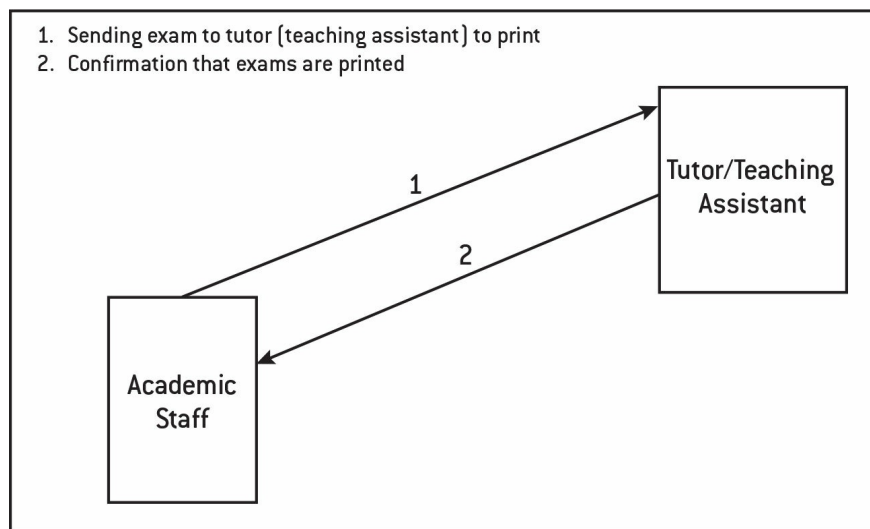 1. Sending exam to tutor (teaching assistant) to print
2. Confirmation that exams are printed
1
Tutor/Teaching
Assistant
2
Academic
Staff